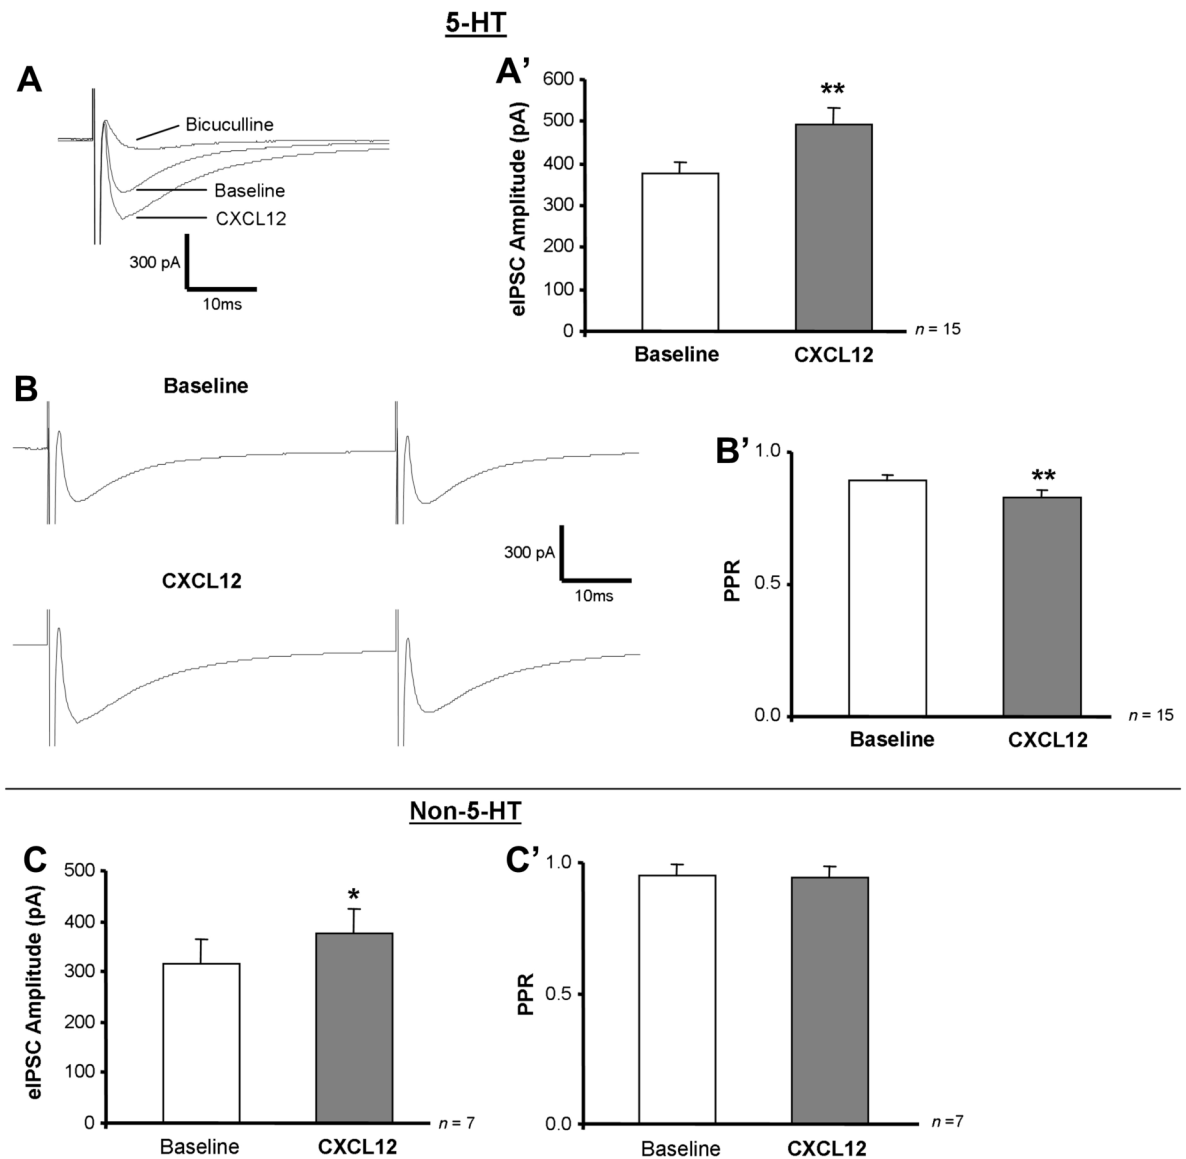 5-HT
A
Bicuculline
Baseline
CXCL12
300 pA
10ms
A’
eIPSC Amplitude (pA)
600
500
400
300
200
100
0
**
Baseline
CXCL12
n = 15
B
Baseline
CXCL12
300 pA
10ms
B’
PPR
1.0
0.5
0.0
**
Baseline
CXCL12
n = 15
Non-5-HT
C
eIPSC Amplitude (pA)
500
400
300
200
100
0
*
Baseline
CXCL12
n = 7
C’
PPR
1.0
0.5
0.0
Baseline
CXCL12
n =7